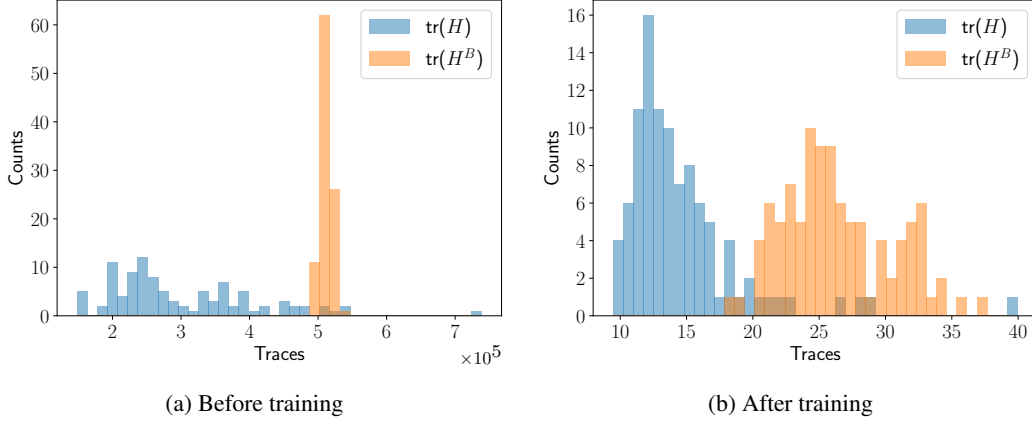 60
50
40
30
20
10
0
Counts
tr(H)
tr(H^B)
2 3 4 5 6 7
Traces
×10^5
(a) Before training
16
14
12
10
8
6
4
2
0
Counts
tr(H)
tr(H^B)
10 15 20 25 30 35 40
Traces
(b) After training